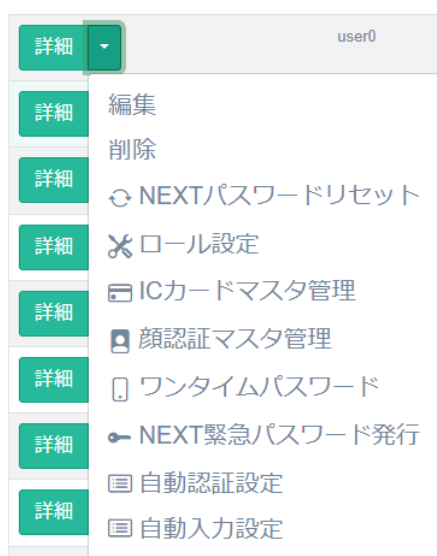 詳細 user0
詳細 編集
削除
詳細 NEXTパスワードリセット
詳細 ロール設定
詳細 ICカードマスタ管理
詳細 顔認証マスタ管理
詳細 ワンタイムパスワード
詳細 NEXT緊急パスワード発行
自動認証設定
詳細 自動入力設定